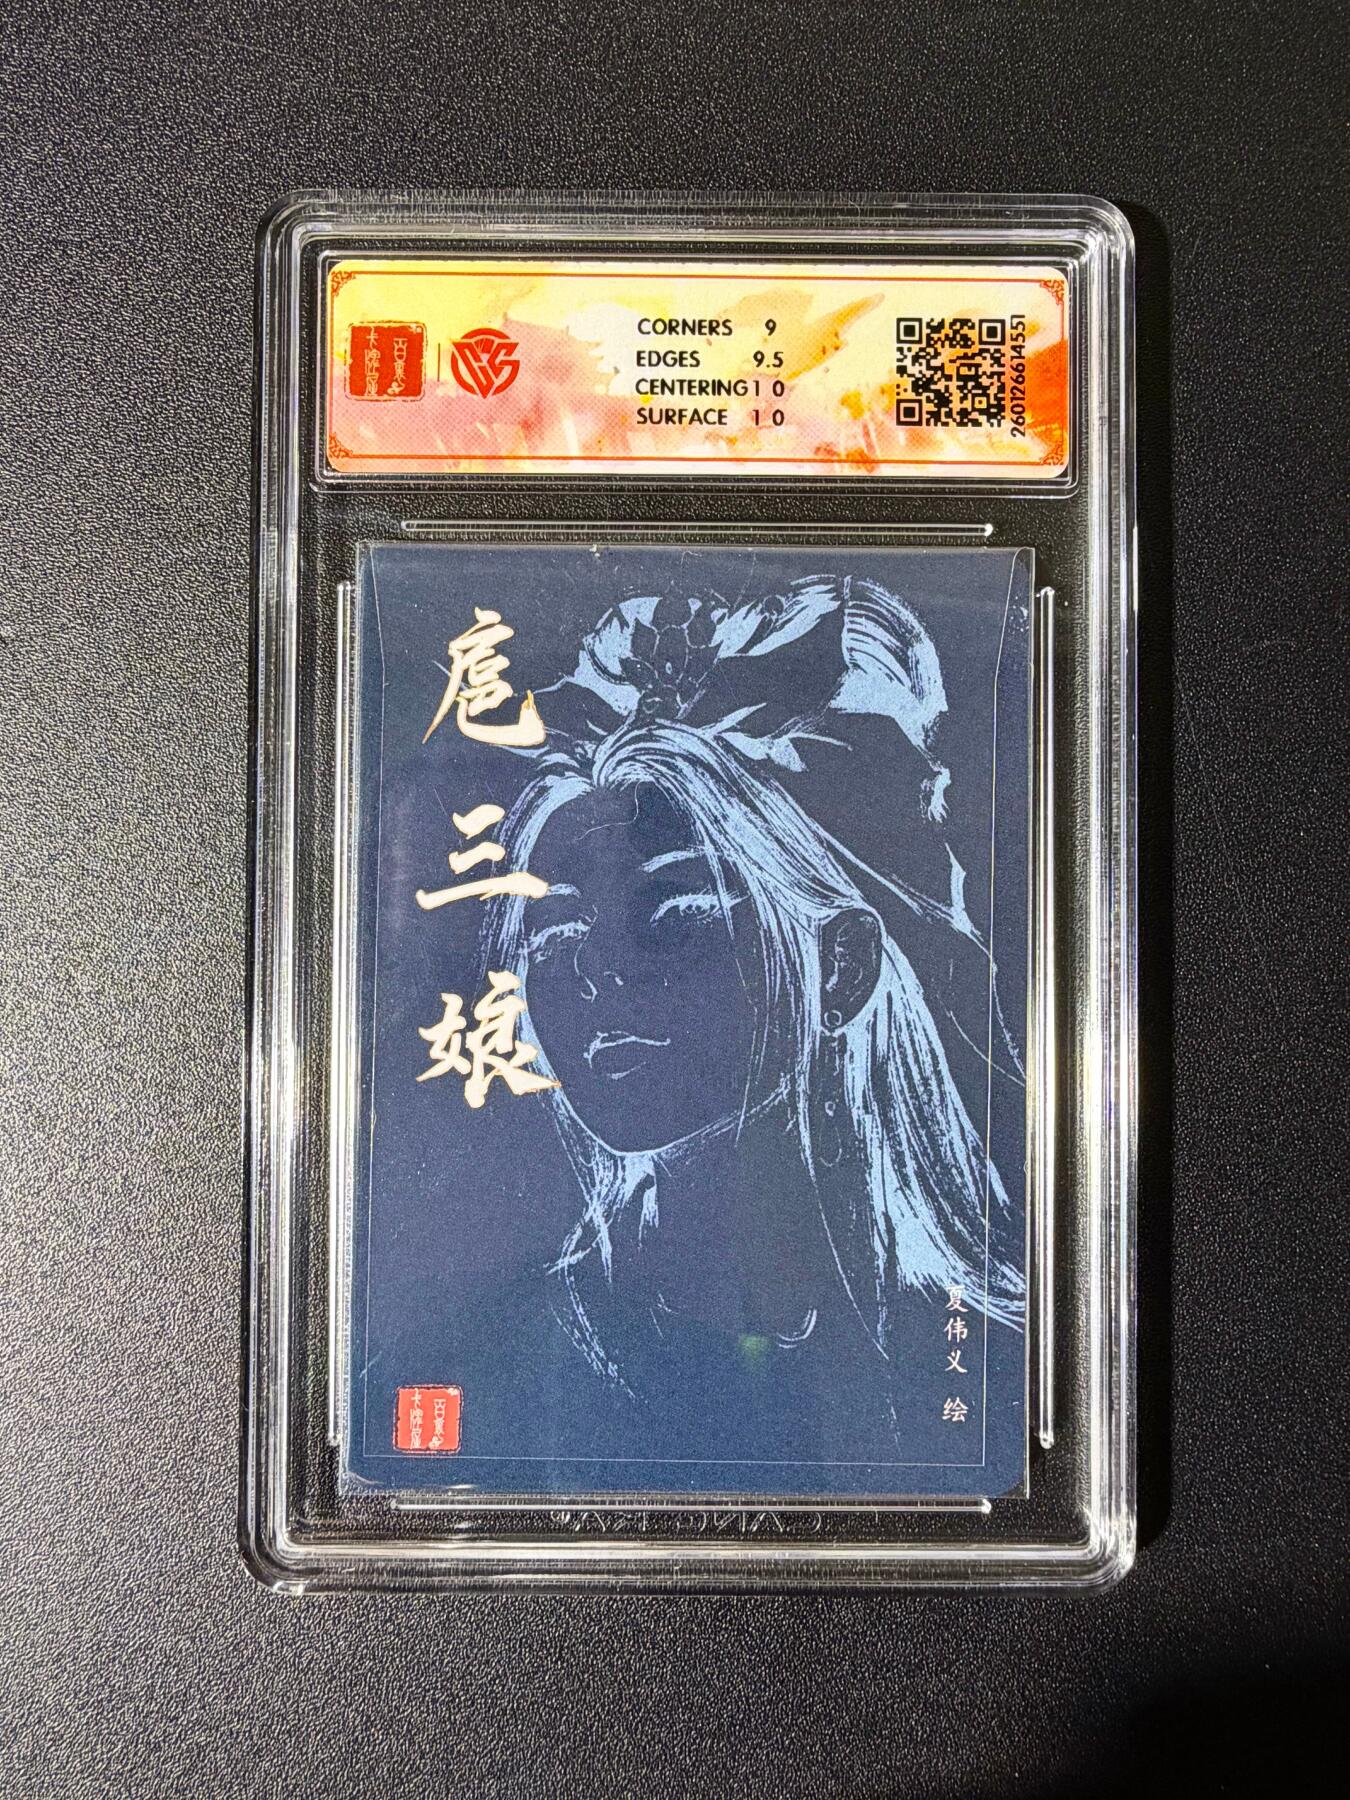 CORNERS 9
EDGES 9.5
CENTERING 10
SURFACE 10
260126614551
扈三娘
夏伟义 绘